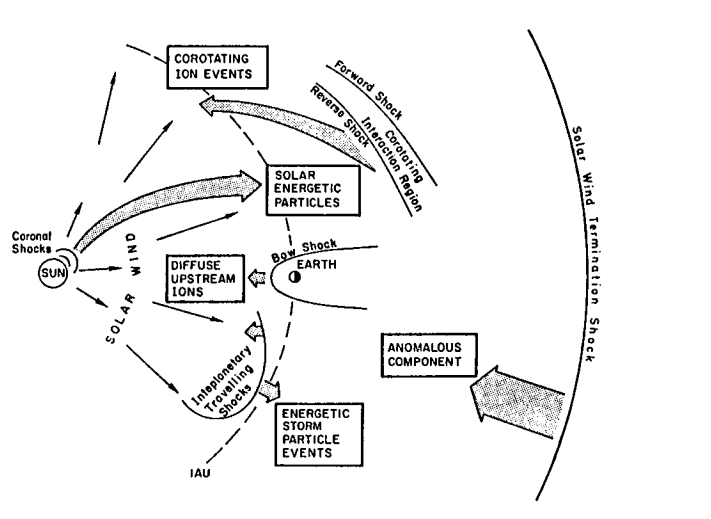 COROTATING
ION EVENTS
Forward Shock
Reverse Shock
Corotating
Interaction Region
SOLAR
ENERGETIC
PARTICLES
Solar Wind Termination Shock
Coronal
Shocks
SUN
SOLAR WIND
Bow Shock
EARTH
DIFFUSE
UPSTREAM
IONS
ANOMALOUS
COMPONENT
Inteplonetary
Travelling
Shocks
ENERGETIC
STORM
PARTICLE
EVENTS
IAU